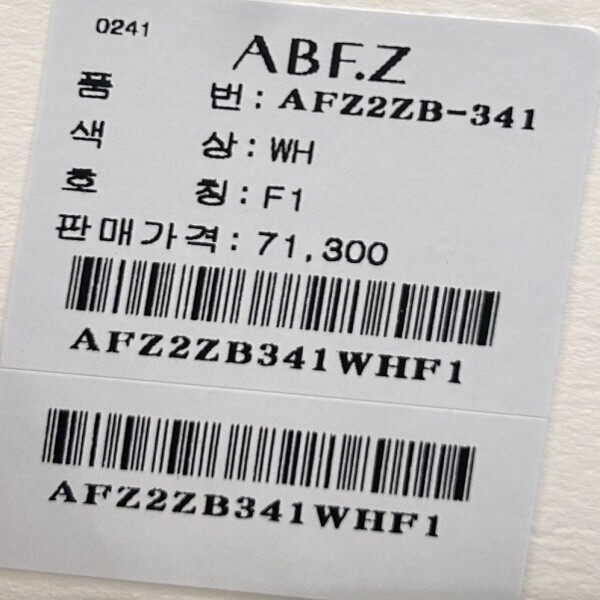 0241
ABF.Z
품 번 : AFZ2ZB-341
색 상 : WH
호 칭 : F1
판매가격 : 71,300
AFZ2ZB341WHF1
AFZ2ZB341WHF1